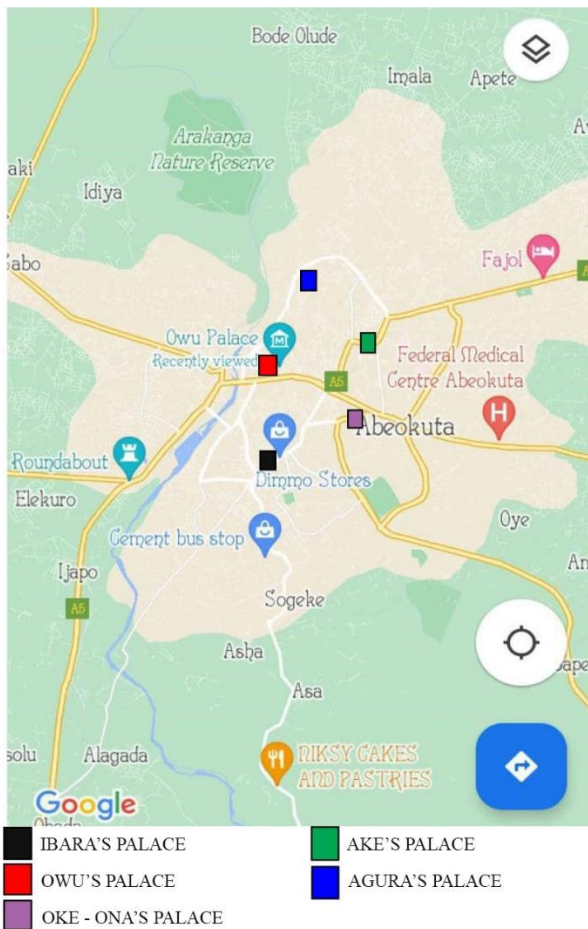 Bode Olude
Imala
Apete
Arakanga
Nature Reserve
aki
Idiya
Sabo
Fajol
Owu Palace
Recently viewed
A5
Federal Medical
Centre Abeokuta
H
Abeokuta
Roundabout
Dimmo Stores
Elekuro
Cement bus stop
Oye
Ijapo
An
A5
Sogeke
Asha
Asa
solu
Alagada
NIKSY CAKES
AND PASTRIES
Google
IBARA'S PALACE
AKE'S PALACE
OWU'S PALACE
AGURA'S PALACE
OKE - ONA'S PALACE